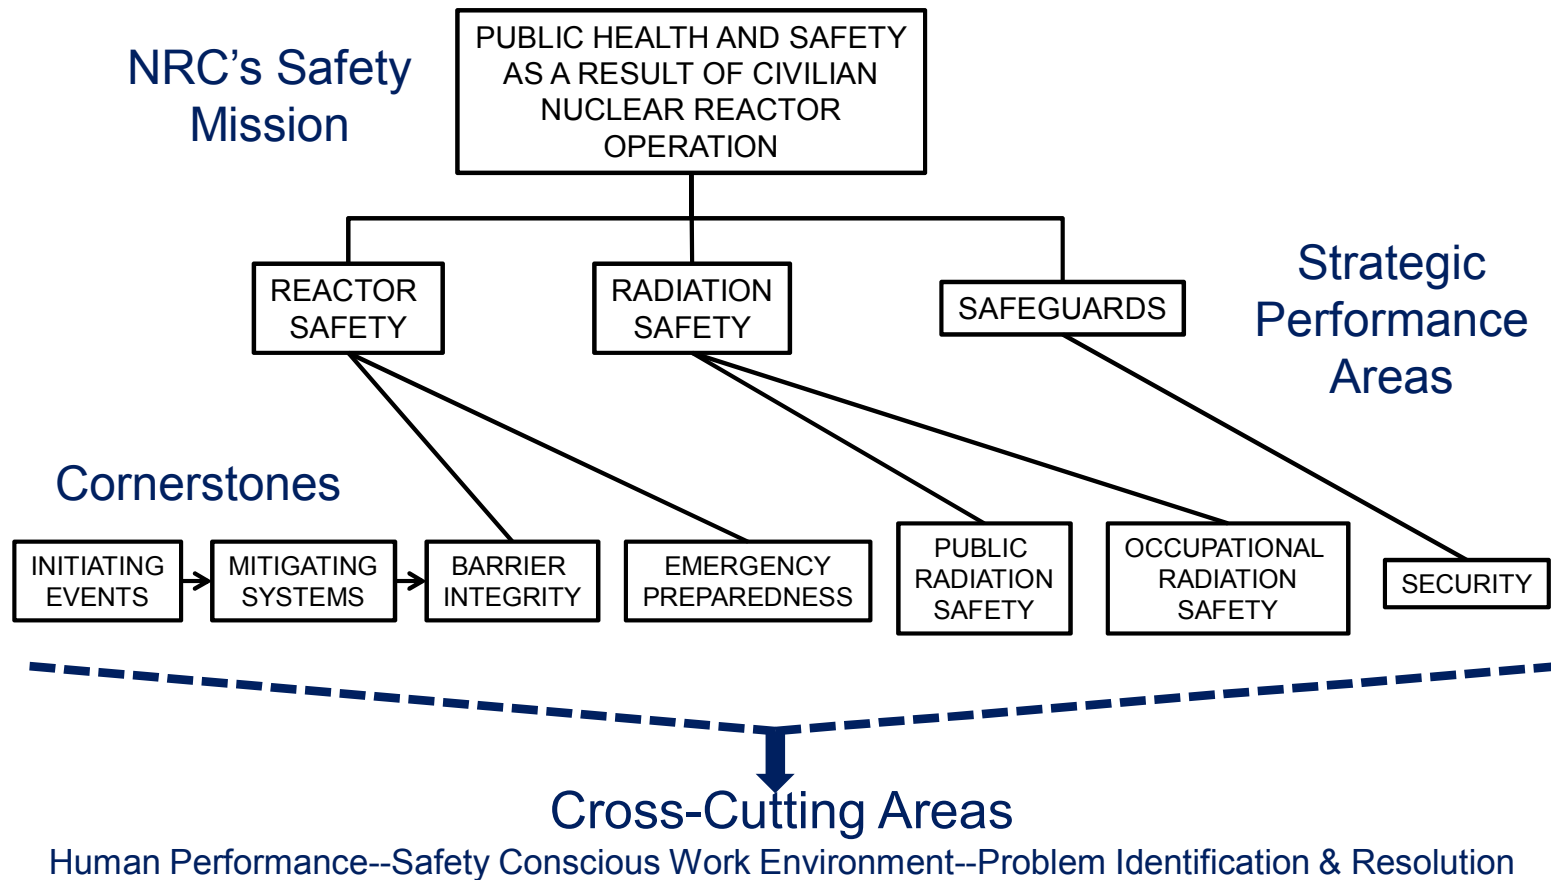 NRC's Safety
Mission
PUBLIC HEALTH AND SAFETY
AS A RESULT OF CIVILIAN
NUCLEAR REACTOR
OPERATION
REACTOR
SAFETY
RADIATION
SAFETY
SAFEGUARDS
Strategic
Performance
Areas
Cornerstones
INITIATING
EVENTS
MITIGATING
SYSTEMS
BARRIER
INTEGRITY
EMERGENCY
PREPAREDNESS
PUBLIC
RADIATION
SAFETY
OCCUPATIONAL
RADIATION
SAFETY
SECURITY
Cross-Cutting Areas
Human Performance--Safety Conscious Work Environment--Problem Identification & Resolution